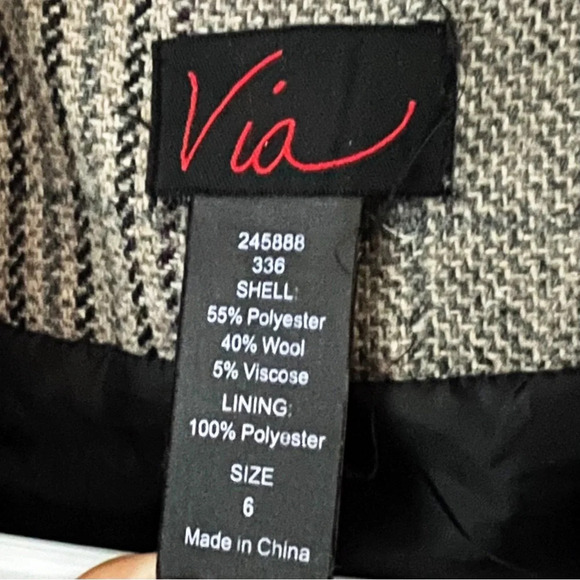 Via
245888
336
SHELL:
55% Polyester
40% Wool
5% Viscose
LINING:
100% Polyester
SIZE
6
Made in China